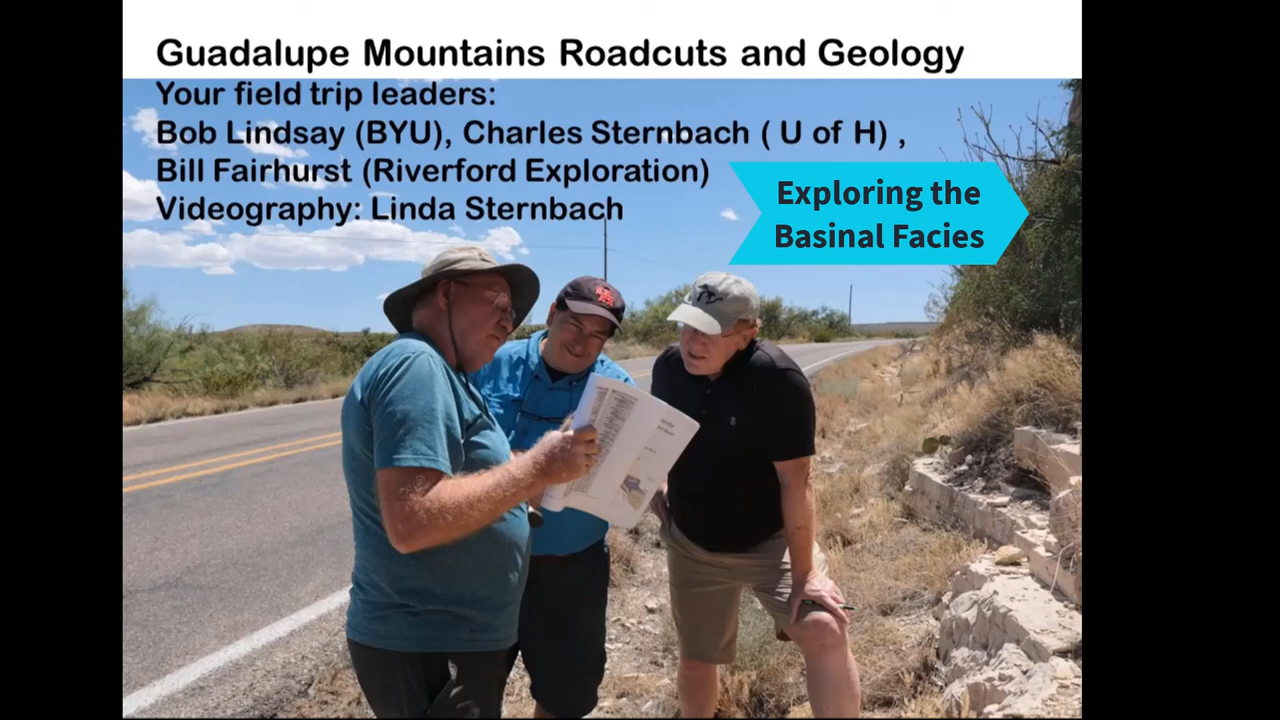 Guadalupe Mountains Roadcuts and Geology
Your field trip leaders:
Bob Lindsay (BYU), Charles Sternbach ( U of H) ,
Bill Fairhurst (Riverford Exploration)
Videography: Linda Sternbach
Exploring the
Basinal Facies